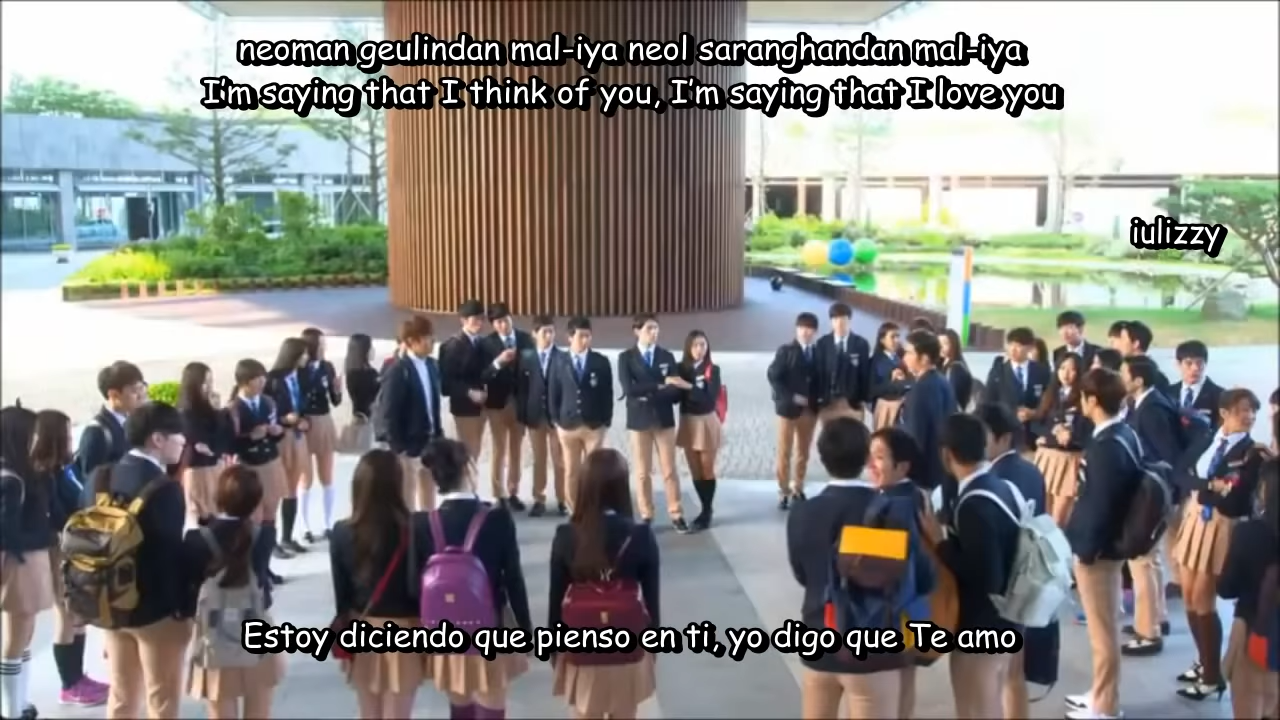 neoman geulindan mal-iya neol saranghandan mal-iya
I'm saying that I think of you, I'm saying that I love you
iulizzy
Estoy diciendo que pienso en ti, yo digo que Te amo